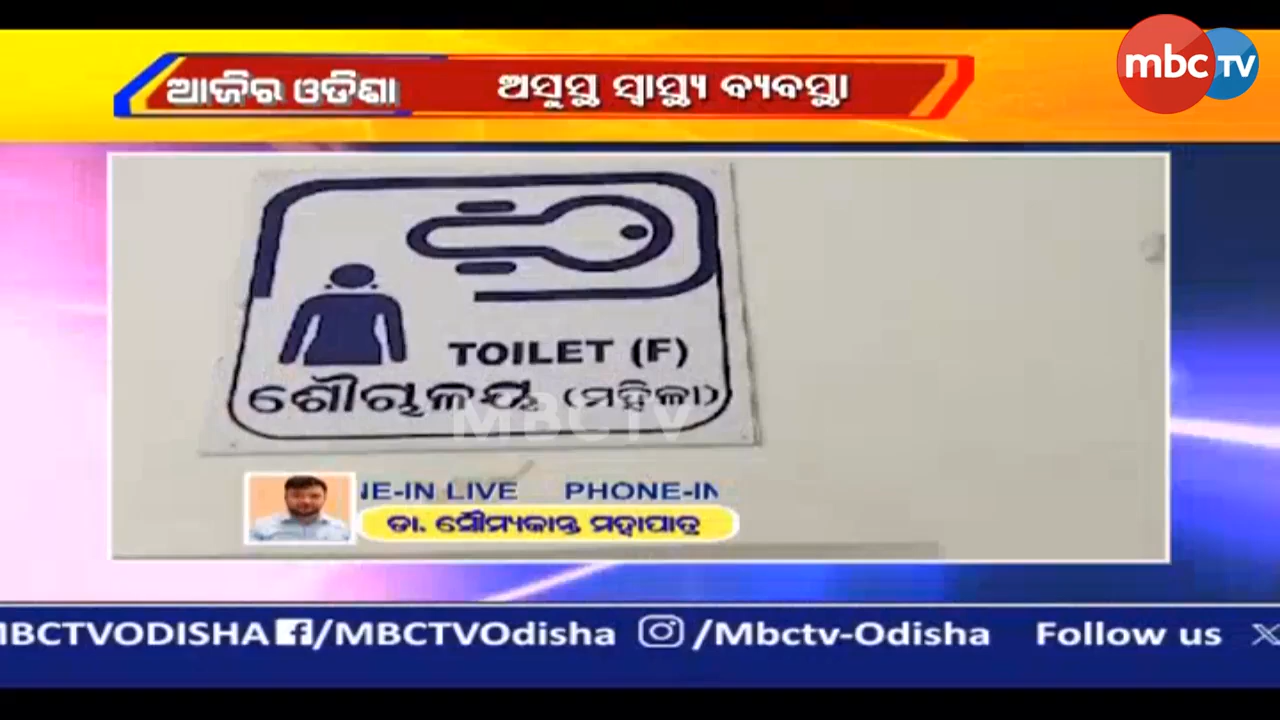 ଆଜିର ଓଡିଶା
ଅସୁସ୍ଥ ସ୍ୱାସ୍ଥ୍ୟ ବ୍ୟବସ୍ଥା
mbc TV
TOILET (F)
ଶୌଚାଳୟ (ମହିଳା)
MBCTV
NE-IN LIVE PHONE-IN
ଡା. ସୌମ୍ୟକାନ୍ତ ମହାପାତ୍ର
MBCTVODISHA /MBCTVOdisha /Mbctv-Odisha Follow us